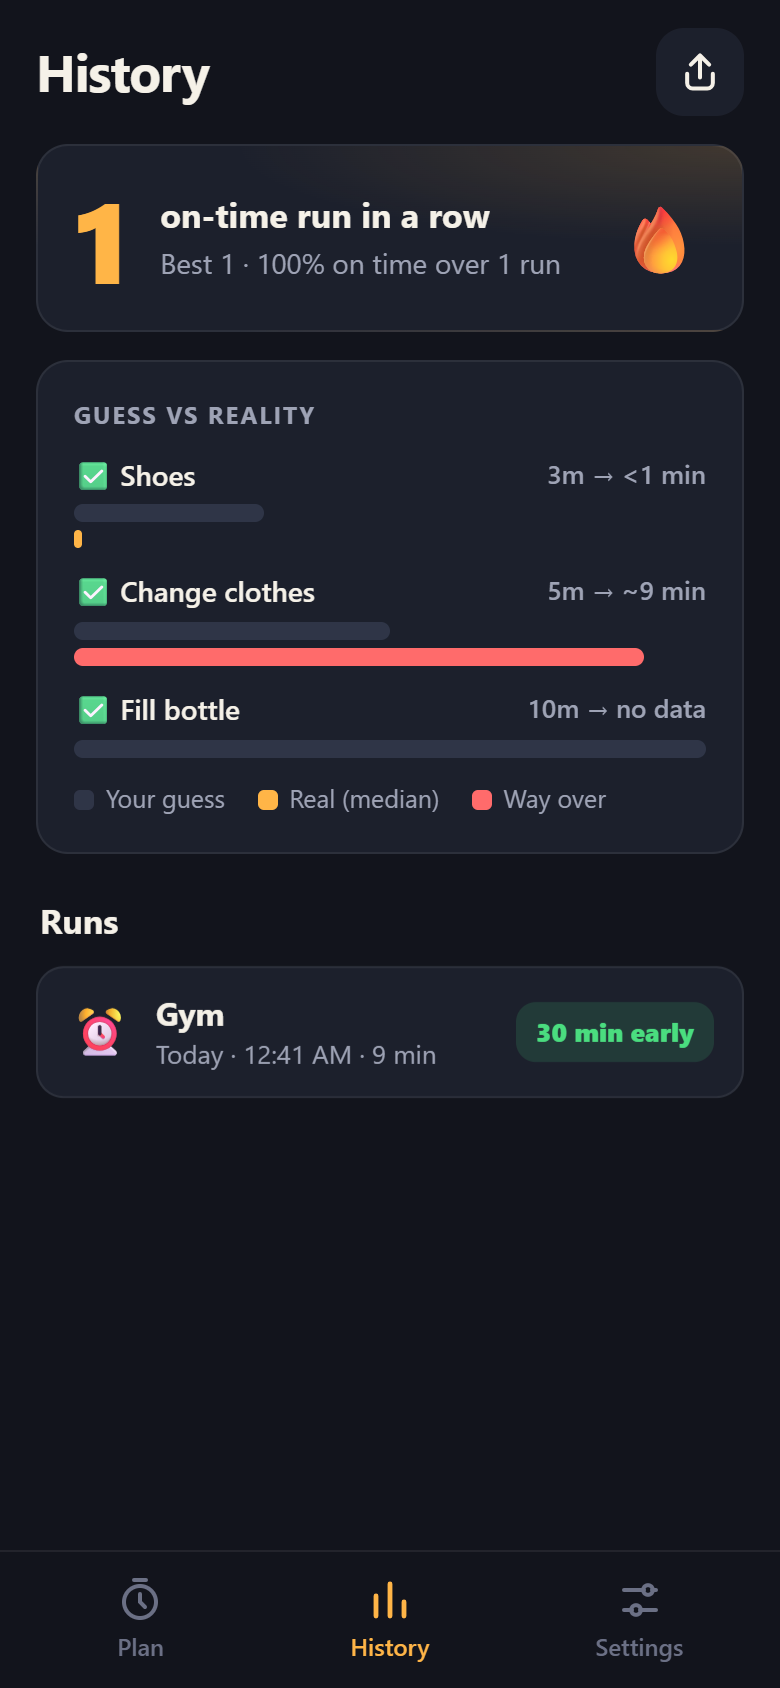 History
1
on-time run in a row
Best 1 · 100% on time over 1 run
GUESS VS REALITY
Shoes 3m → <1 min
Change clothes 5m → ~9 min
Fill bottle 10m → no data
Your guess Real (median) Way over
Runs
Gym
Today · 12:41 AM · 9 min
30 min early
Plan History Settings